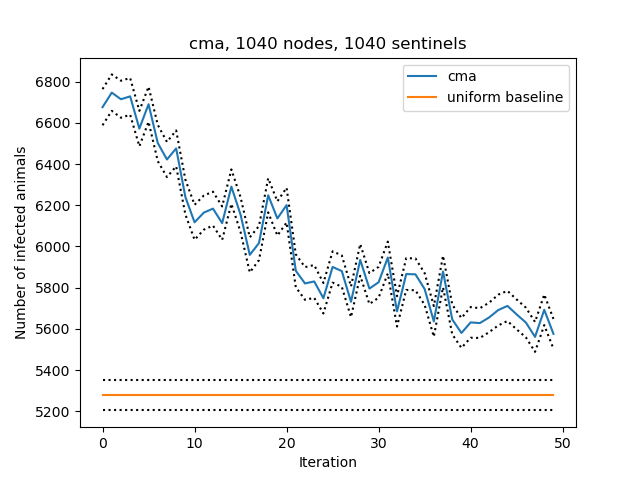 cma, 1040 nodes, 1040 sentinels
cma
uniform baseline
Number of infected animals
6800
6600
6400
6200
6000
5800
5600
5400
5200
0 10 20 30 40 50
Iteration